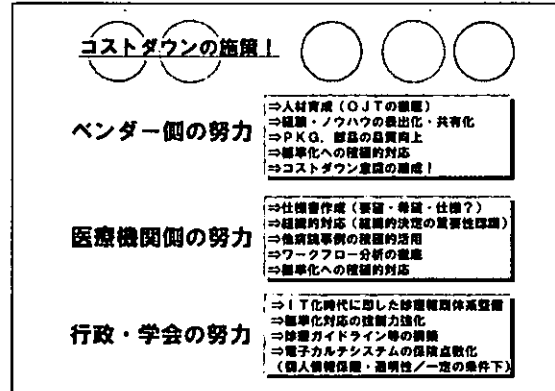 コストダウンの施策！
ベンダー側の努力
⇒人材育成（ＯＪＴの徹底）
⇒経験・ノウハウの表出化・共有化
⇒ＰＫＧ．部品の品質向上
⇒標準化への積極的対応
⇒コストダウン意識の醸成！
医療機関側の努力
⇒仕様書作成（要望・希望・仕様？）
⇒組織的対応（組織的決定の重要性認識）
⇒他病院事例の積極的活用
⇒ワークフロー分析の徹底
⇒標準化への積極的対応
行政・学会の努力
⇒ＩＴ化時代に即した診療報酬体系整備
⇒標準化対応の強制力強化
⇒診療ガイドライン等の構築
⇒電子カルテシステムの保険点数化
（個人情報保護・透明性／一定の条件下）